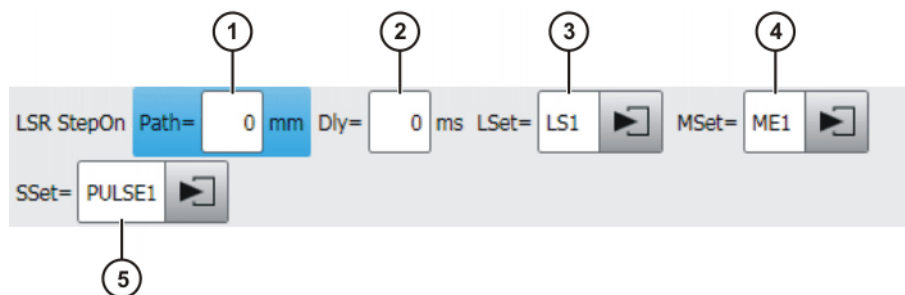 1 2 3 4
LSR StepOn Path= 0 mm Dly= 0 ms LSet= LS1 MSet= ME1
SSet= PULSE1
5